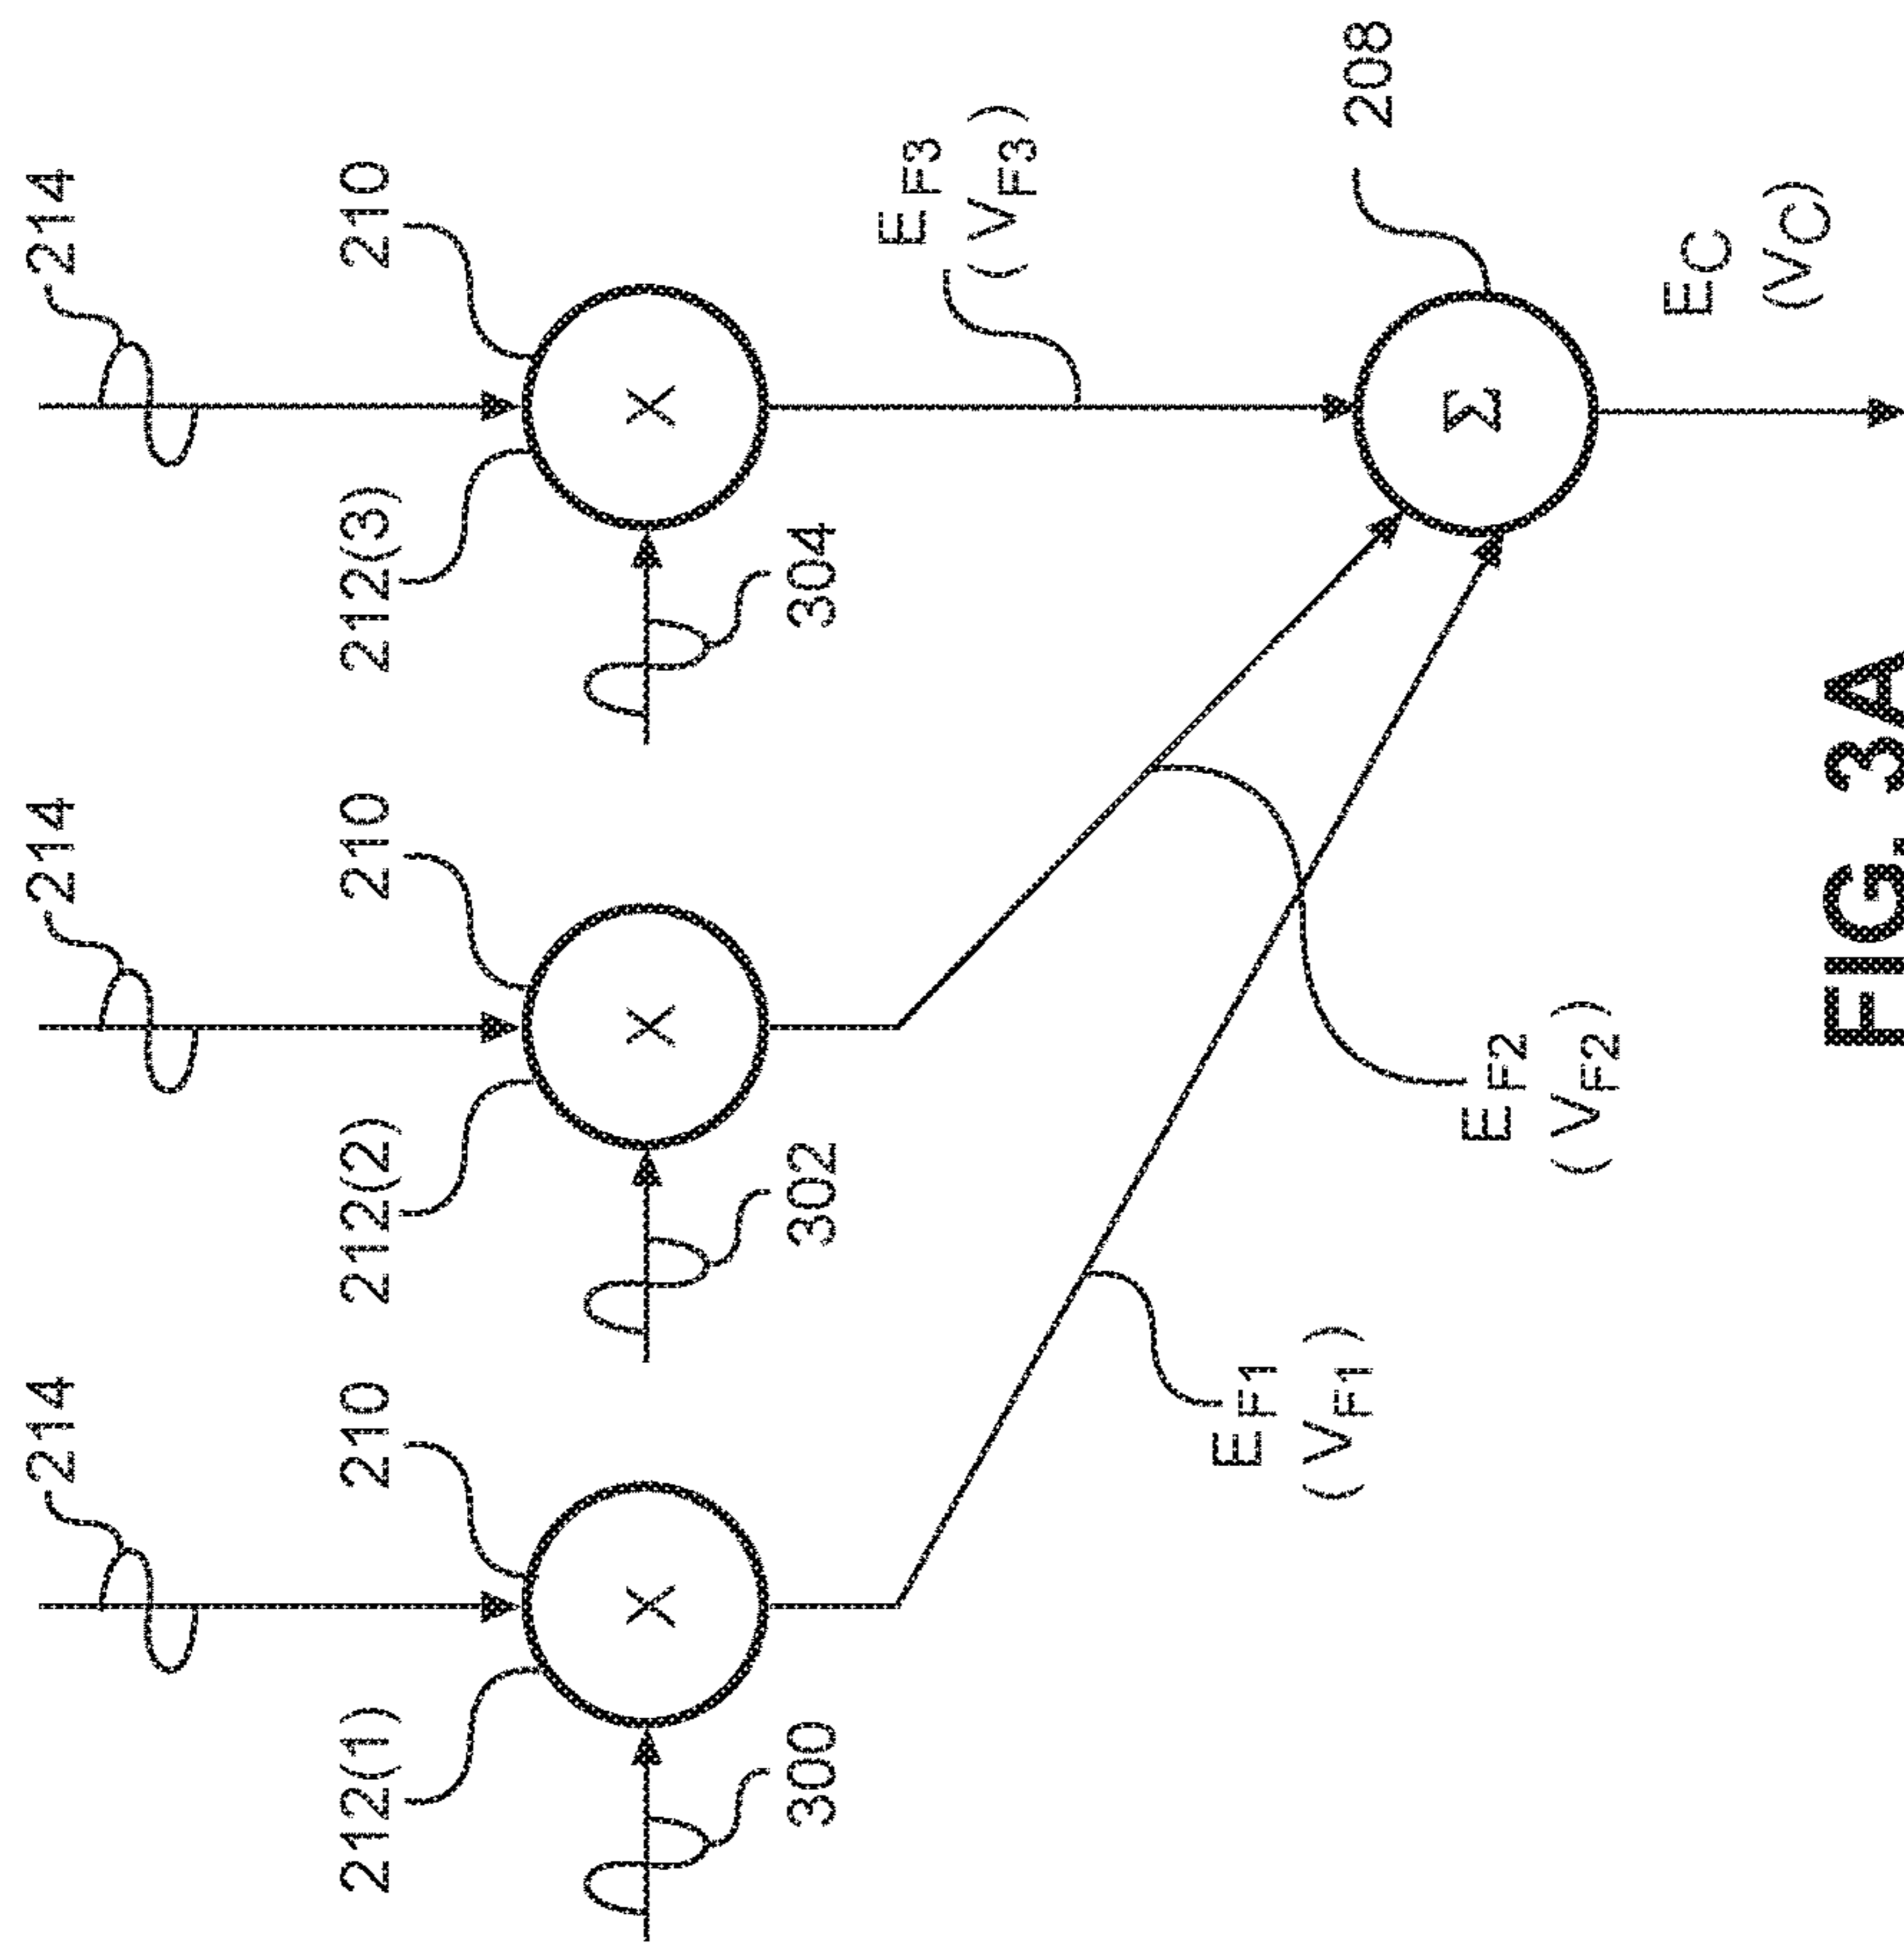 214
214
214
212(1)
210
212(2)
210
212(3)
210
X
X
X
300
302
304
EF3
(VF3)
EF1
(VF1)
208
Σ
EF2
(VF2)
EC
(VC)
FIG. 3A